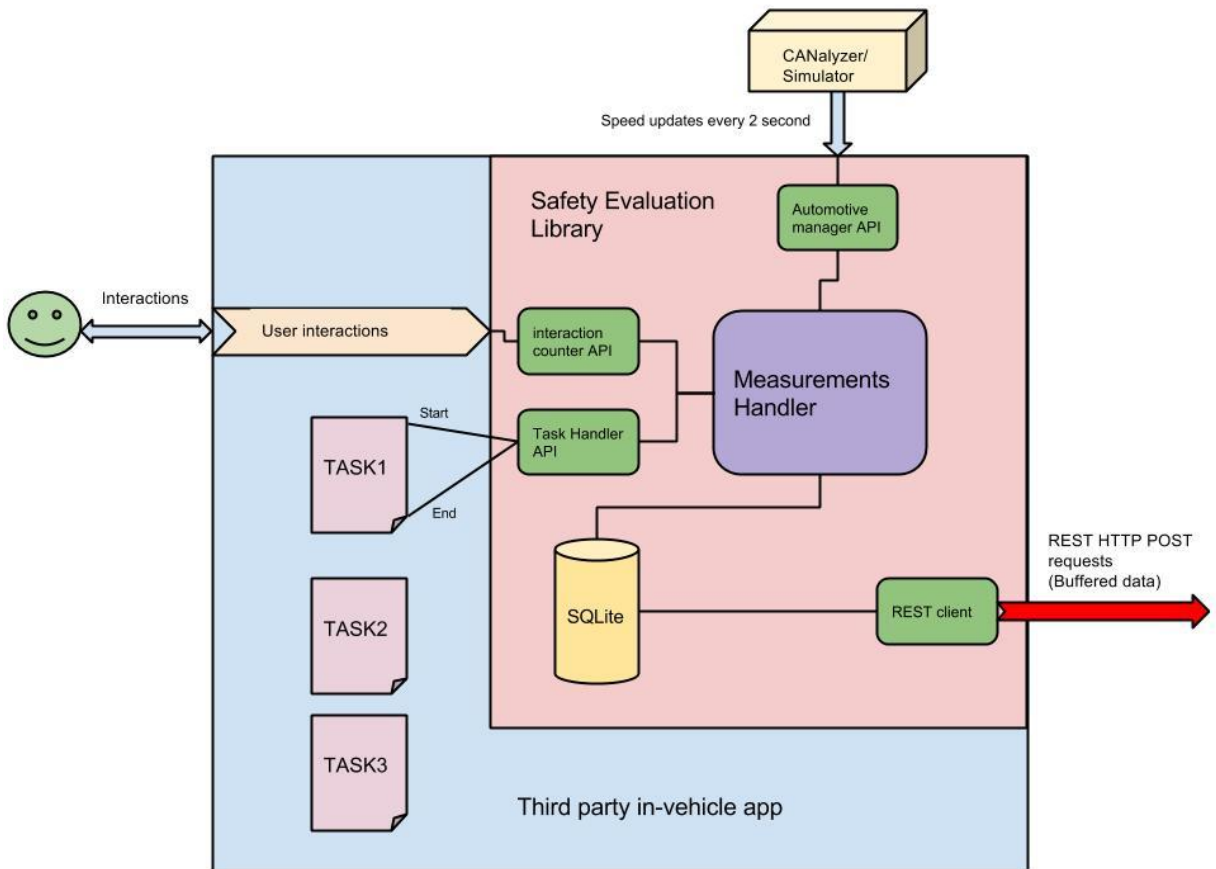 CANalyzer/
Simulator
Speed updates every 2 second
Safety Evaluation
Library
Automotive
manager API
Interactions
User interactions
interaction
counter API
Measurements
Handler
Start
Task Handler
API
TASK1
End
REST HTTP POST
requests
(Buffered data)
SQLite
REST client
TASK2
TASK3
Third party in-vehicle app